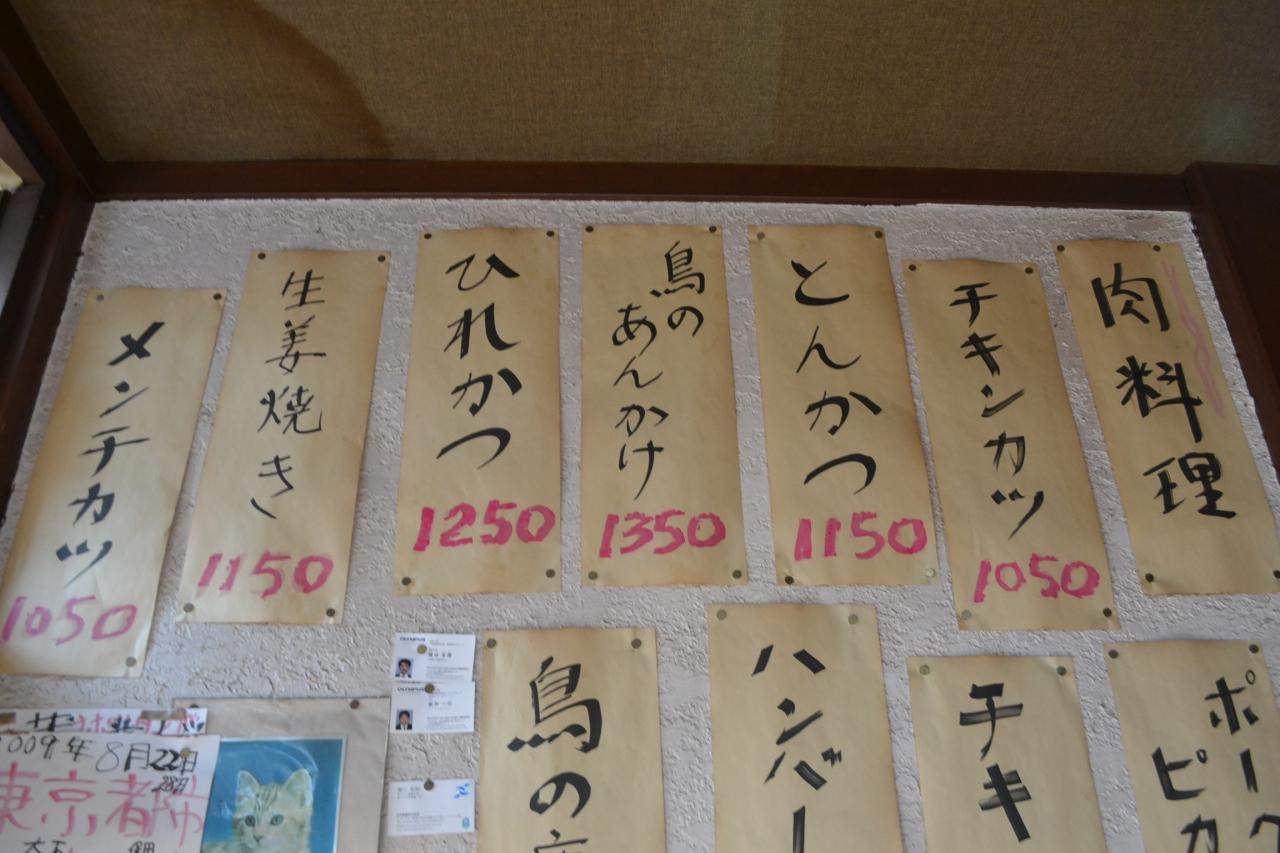 肉料理
チキンカツ
1050
とんかつ
1150
鳥の
あんかけ
1350
ひれかつ
1250
生姜焼き
1150
メンチカツ
1050
ポーク
ピカ
チキ
ハンバー
鳥の
OLYMPUS
OLYMPUS
2009年8月22日
東京都